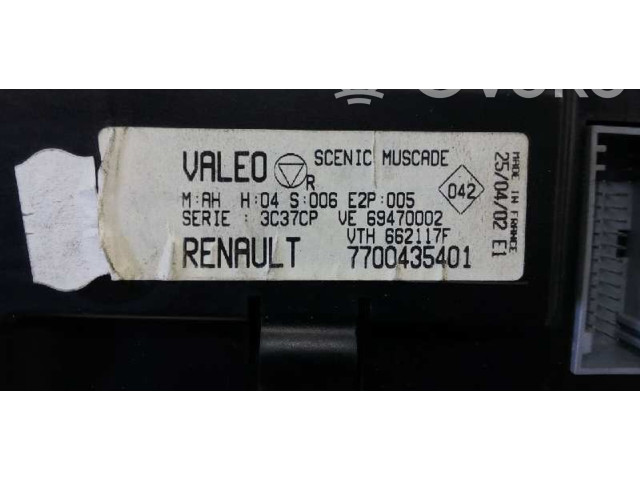 VALEO R SCENIC MUSCADE
M:AH H:04 S:006 E2P:005
SERIE : 3C37CP VE 69470002
VTH 662117F
RENAULT 7700435401
042
MADE IN FRANCE
25/04/02 E1